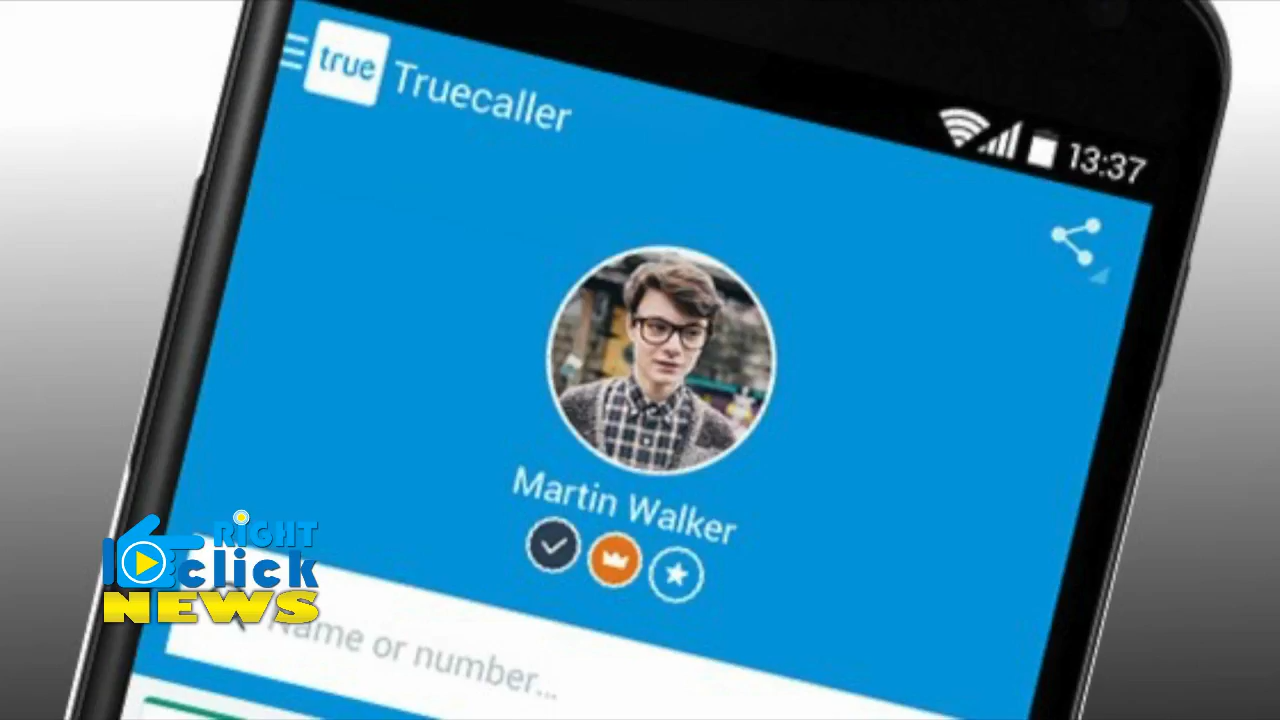 true Truecaller
13:37
Martin Walker
RIGHT
click
NEWS
Name or number...